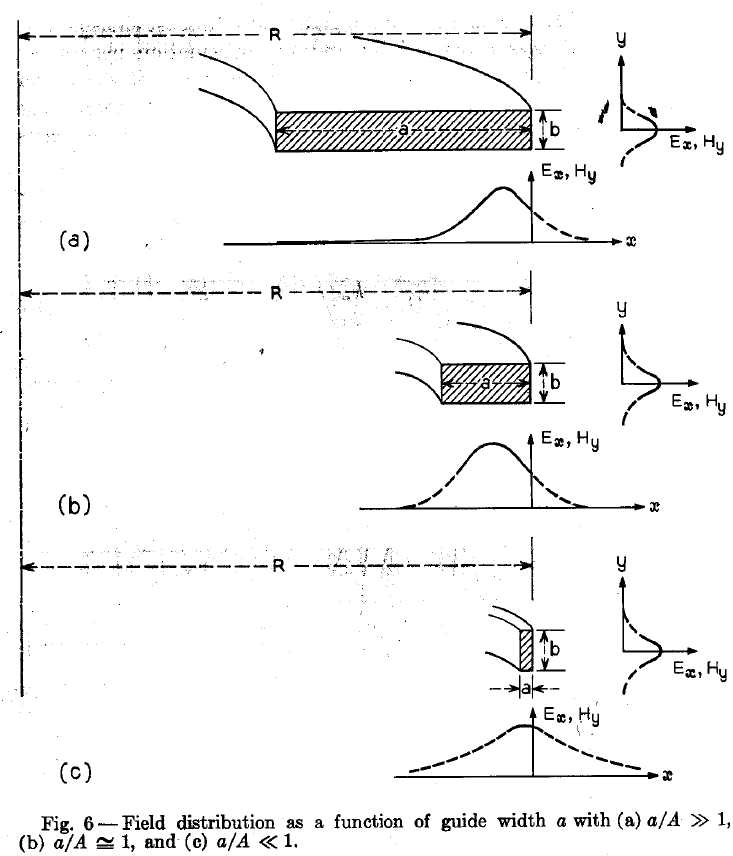 R
y
a
b
Ex, Hy
Ex, Hy
(a)
x
R
y
a
b
Ex, Hy
Ex, Hy
(b)
x
R
y
b
Ex, Hy
a
Ex, Hy
(c)
x
Fig. 6—Field distribution as a function of guide width a with (a) a/A ≫ 1,
(b) a/A ≅ 1, and (c) a/A ≪ 1.